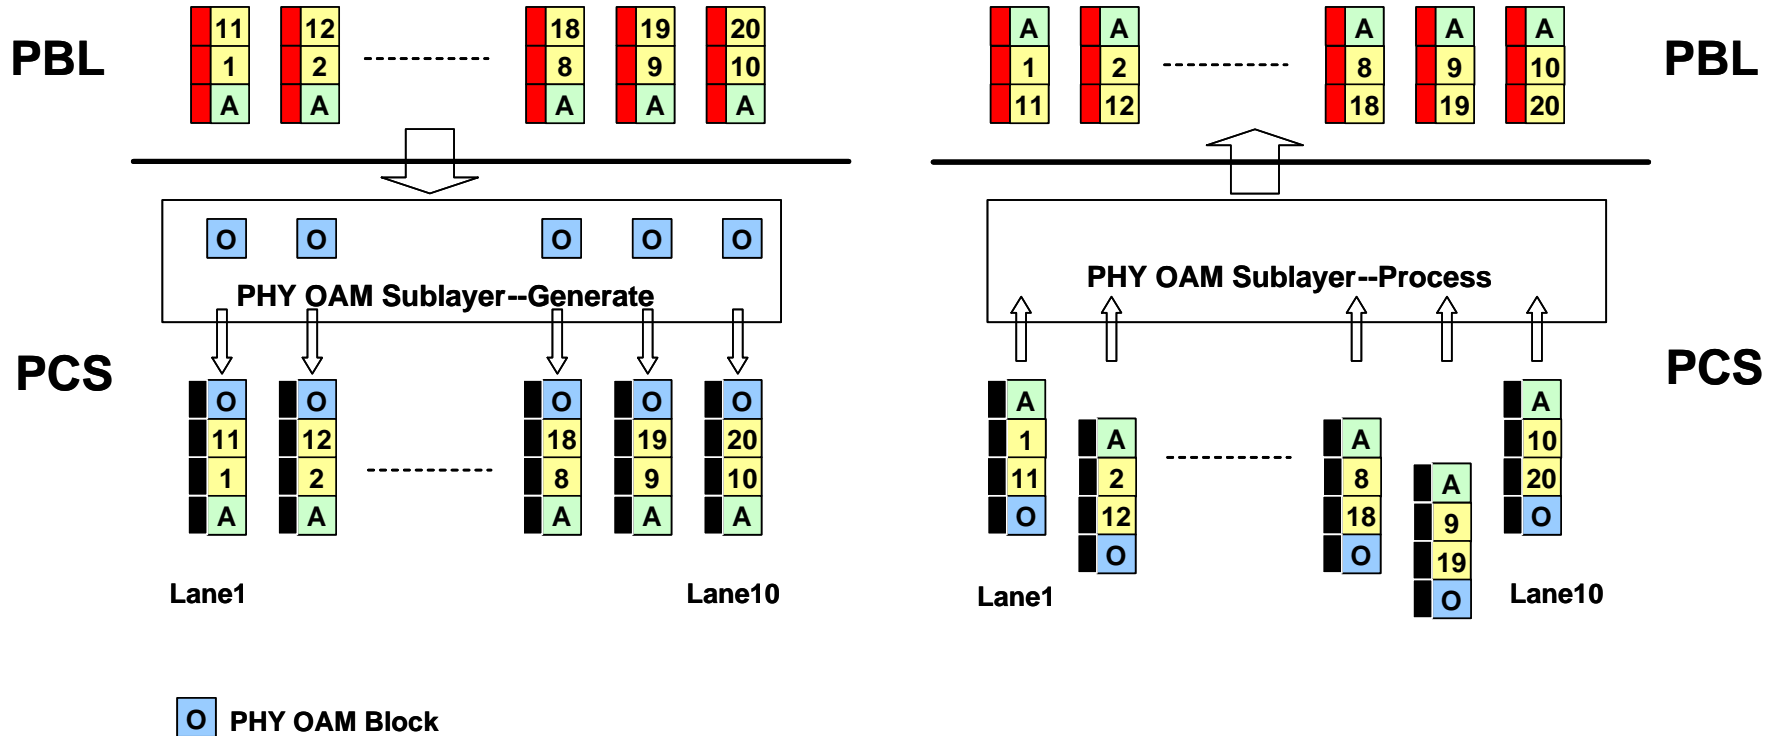 11 12 18 19 20 A A A A A
PBL 1 2 8 9 10 1 2 8 9 10 PBL
A A A A A 11 12 18 19 20
O O O O O
PHY OAM Sublayer--Generate PHY OAM Sublayer--Process
PCS PCS
O O O O O A A
11 12 18 19 20 1 A A 10
1 2 8 9 10 11 2 8 A 20
A A A A A O 12 18 9 O
O O 19
Lane1 Lane10 Lane1 O Lane10
O PHY OAM Block